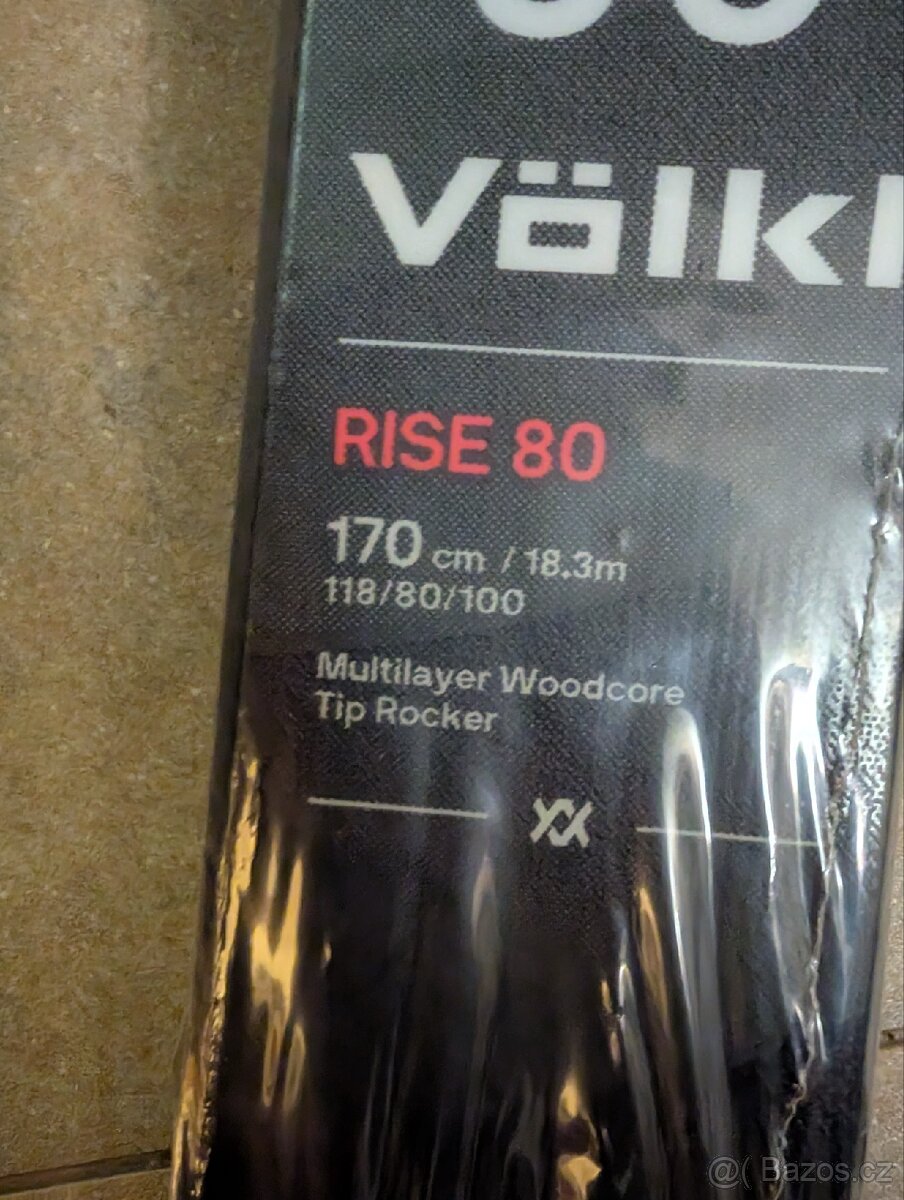 Völkl
RISE 80
170 cm / 18.3m
118/80/100
Multilayer Woodcore
Tip Rocker
@( Bazos.cz